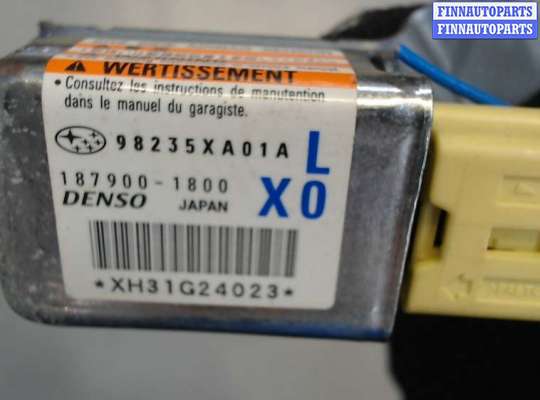 FINNAUTOPARTS
FINNAUTOPARTS
WERTISSEMENT
• Consultez les instructions de manutention
dans le manuel du garagiste.
98235XA01A L
187900-1800 X0
DENSO JAPAN
*XH31G24023*